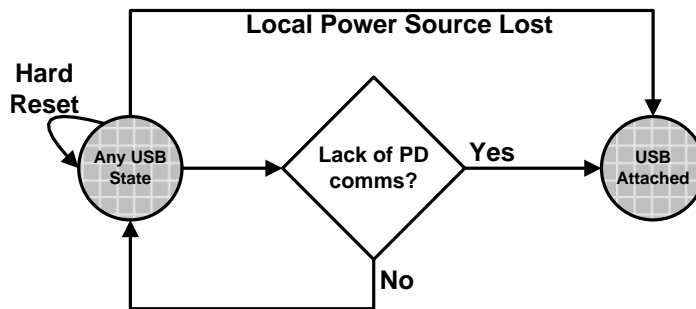 Local Power Source Lost
Hard
Reset
Any USB
State
Lack of PD
comms?
Yes
USB
Attached
No